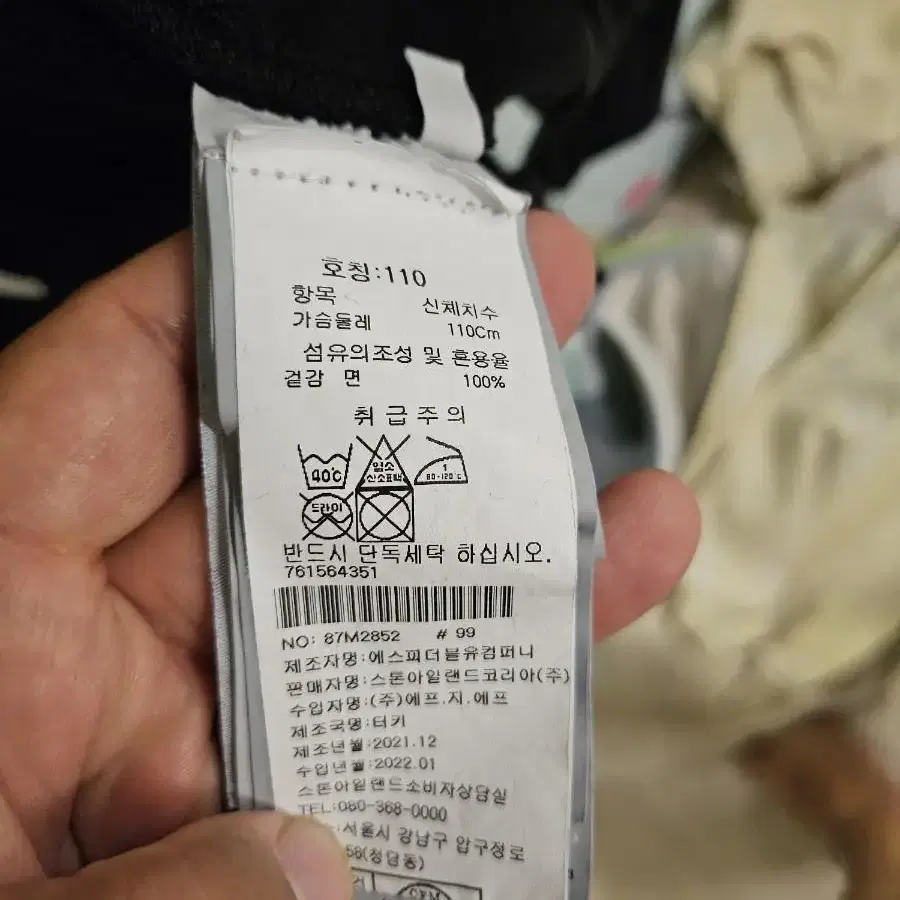 호칭:110
항목 신체치수
가슴둘레 110Cm
섬유의조성 및 혼용율
겉감 면 100%
취급주의
40℃
염소
산소표백
1
80-120℃
드라이
반드시 단독세탁 하십시오.
761564351
NO: 87M2852 # 99
제조자명:에스피더블유컴퍼니
판매자명:스톤아일랜드코리아(주)
수입자명:(주)에프.지.에프
제조국명:터키
제조년월:2021.12
수입년월:2022.01
스톤아일랜드소비자상담실
TEL:080-368-0000
서울시 강남구 압구정로
58(청담동)